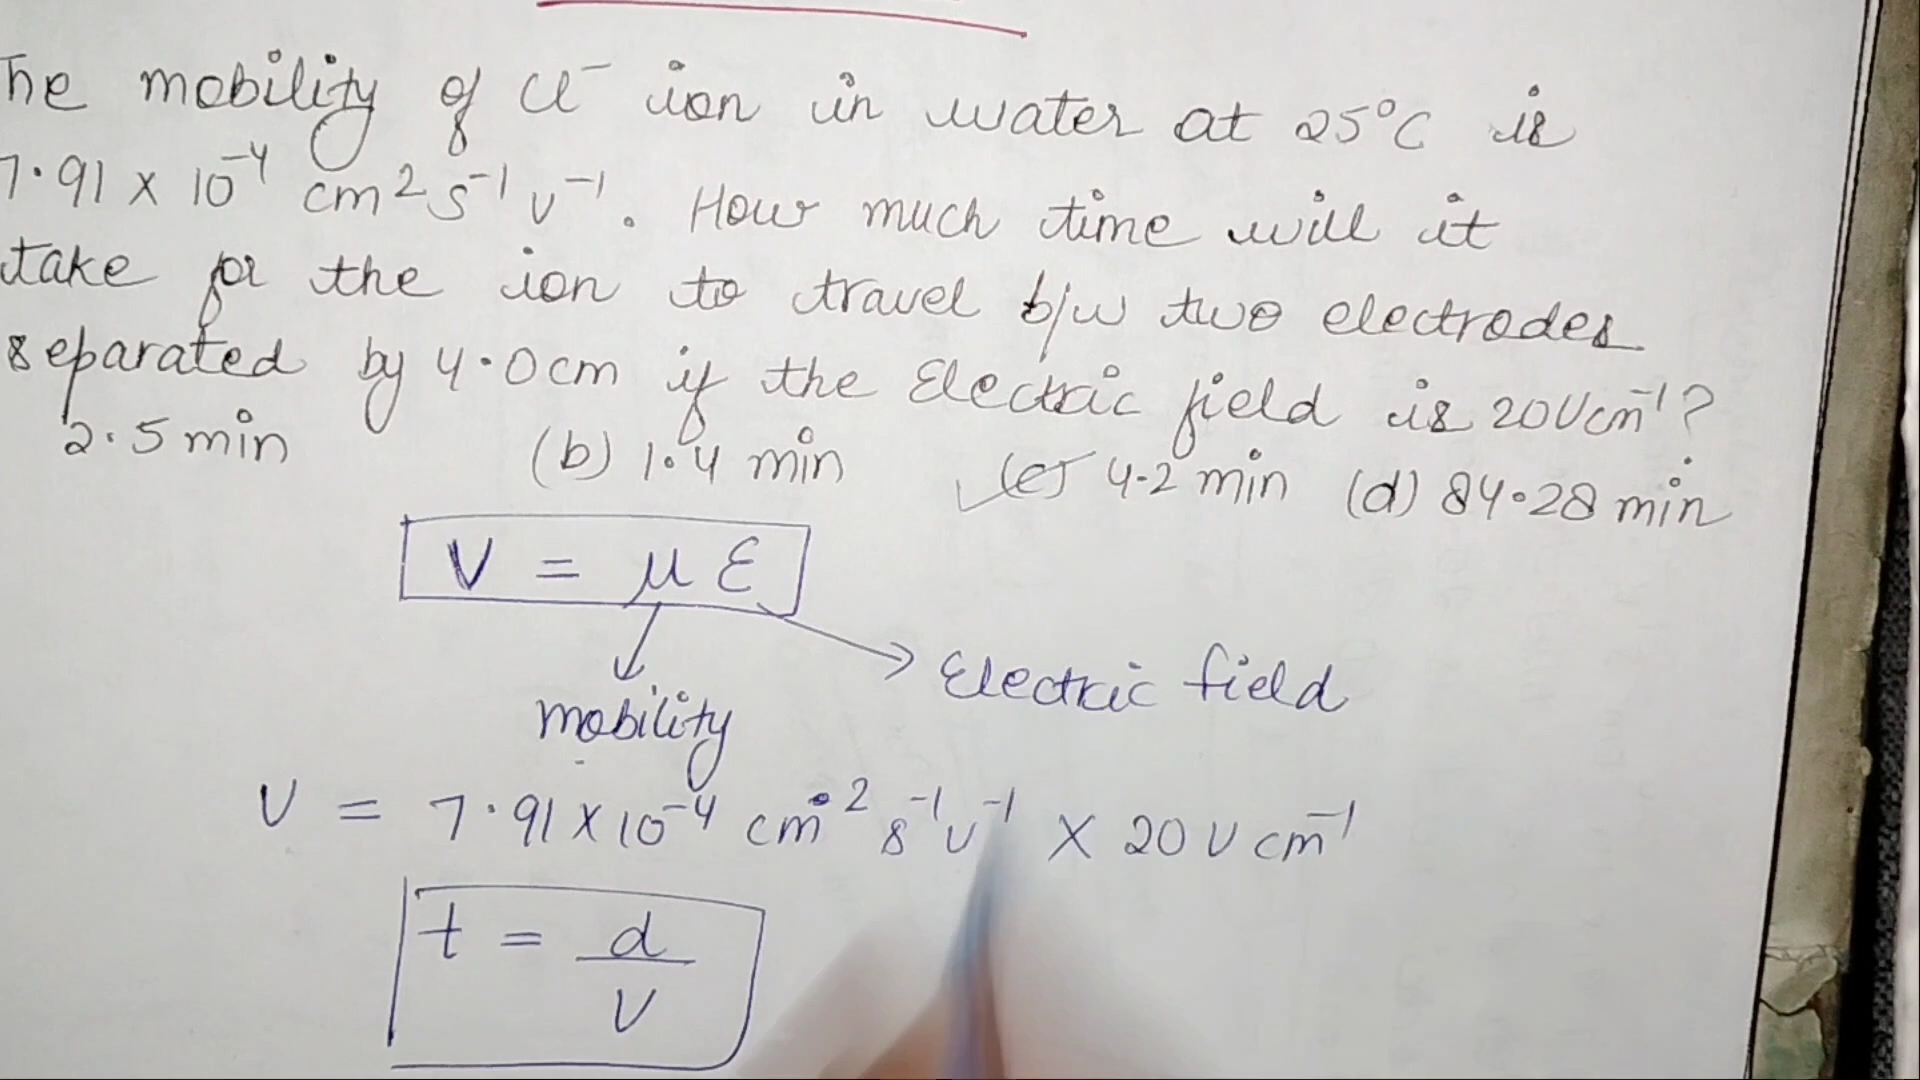 The mobility of Cl⁻ ion in water at 25°C is
7.91 x 10⁻⁴ cm² s⁻¹ v⁻¹. How much time will it
take for the ion to travel b/w two electrodes
separated by 4.0cm if the Electric field is 20Vcm⁻¹?
2.5 min (b) 1.4 min (c) 4.2 min (d) 84.28 min
V = μ ε
Electric field
mobility
V = 7.91 x 10⁻⁴ cm² s⁻¹ v⁻¹ x 20 V cm⁻¹
t = d/V